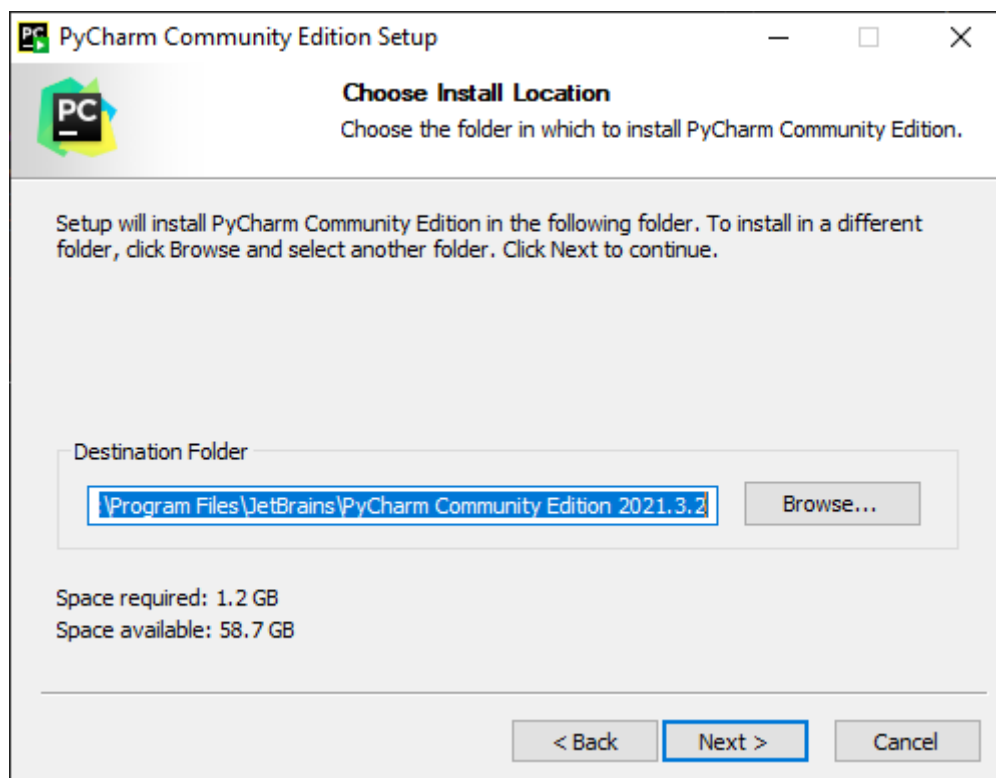 PyCharm Community Edition Setup
PC
Choose Install Location
Choose the folder in which to install PyCharm Community Edition.
Setup will install PyCharm Community Edition in the following folder. To install in a different
folder, click Browse and select another folder. Click Next to continue.
Destination Folder
:\Program Files\JetBrains\PyCharm Community Edition 2021.3.2
Browse...
Space required: 1.2 GB
Space available: 58.7 GB
< Back
Next >
Cancel